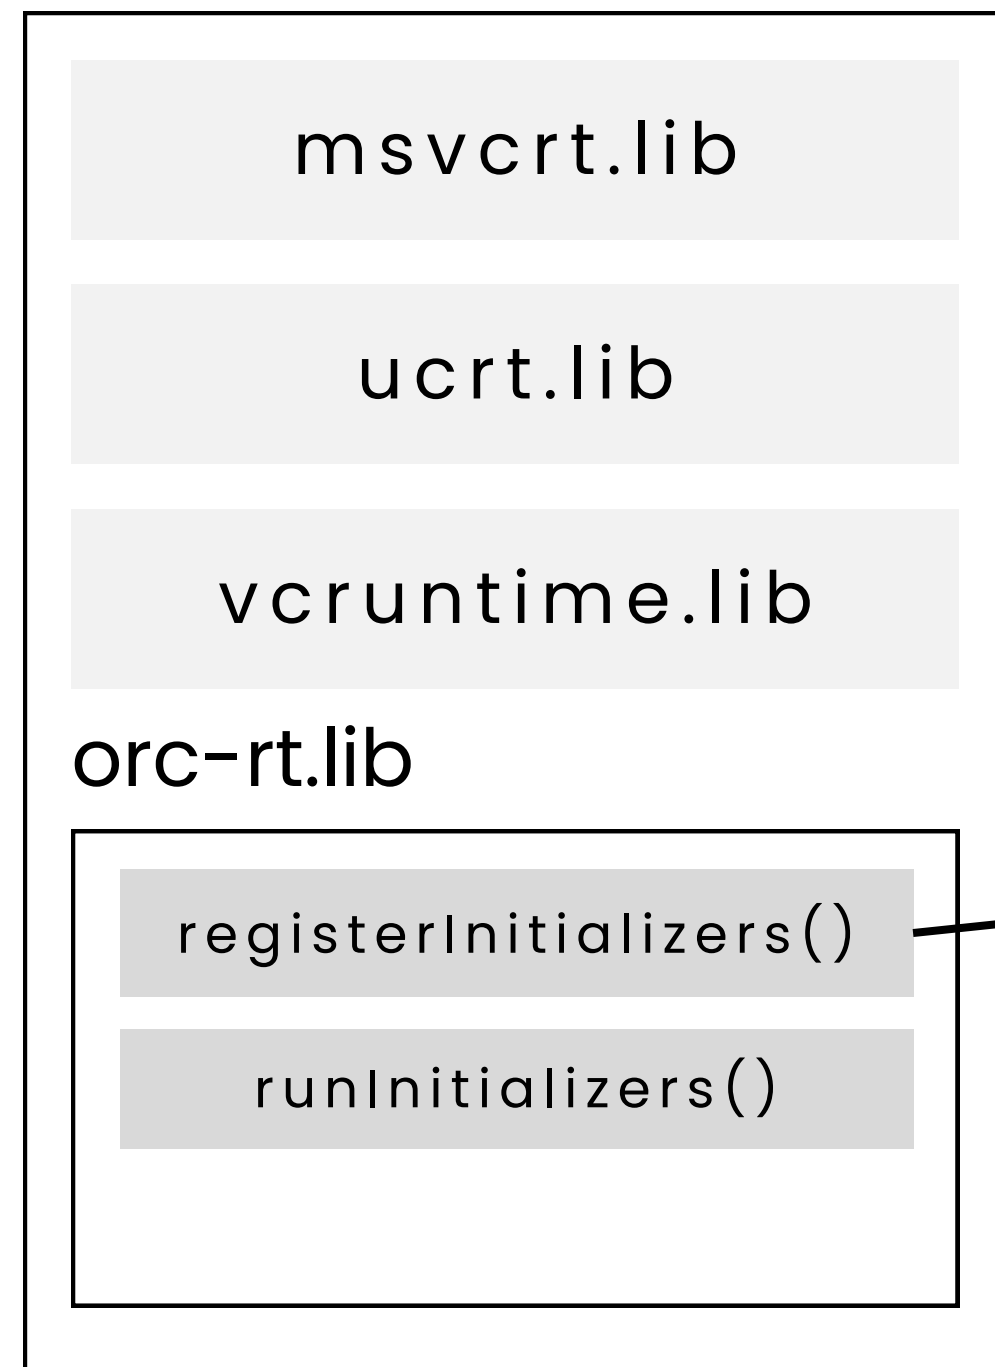 msvcrt.lib
ucrt.lib
vcruntime.lib
orc-rt.lib
registerInitializers()
runInitializers()